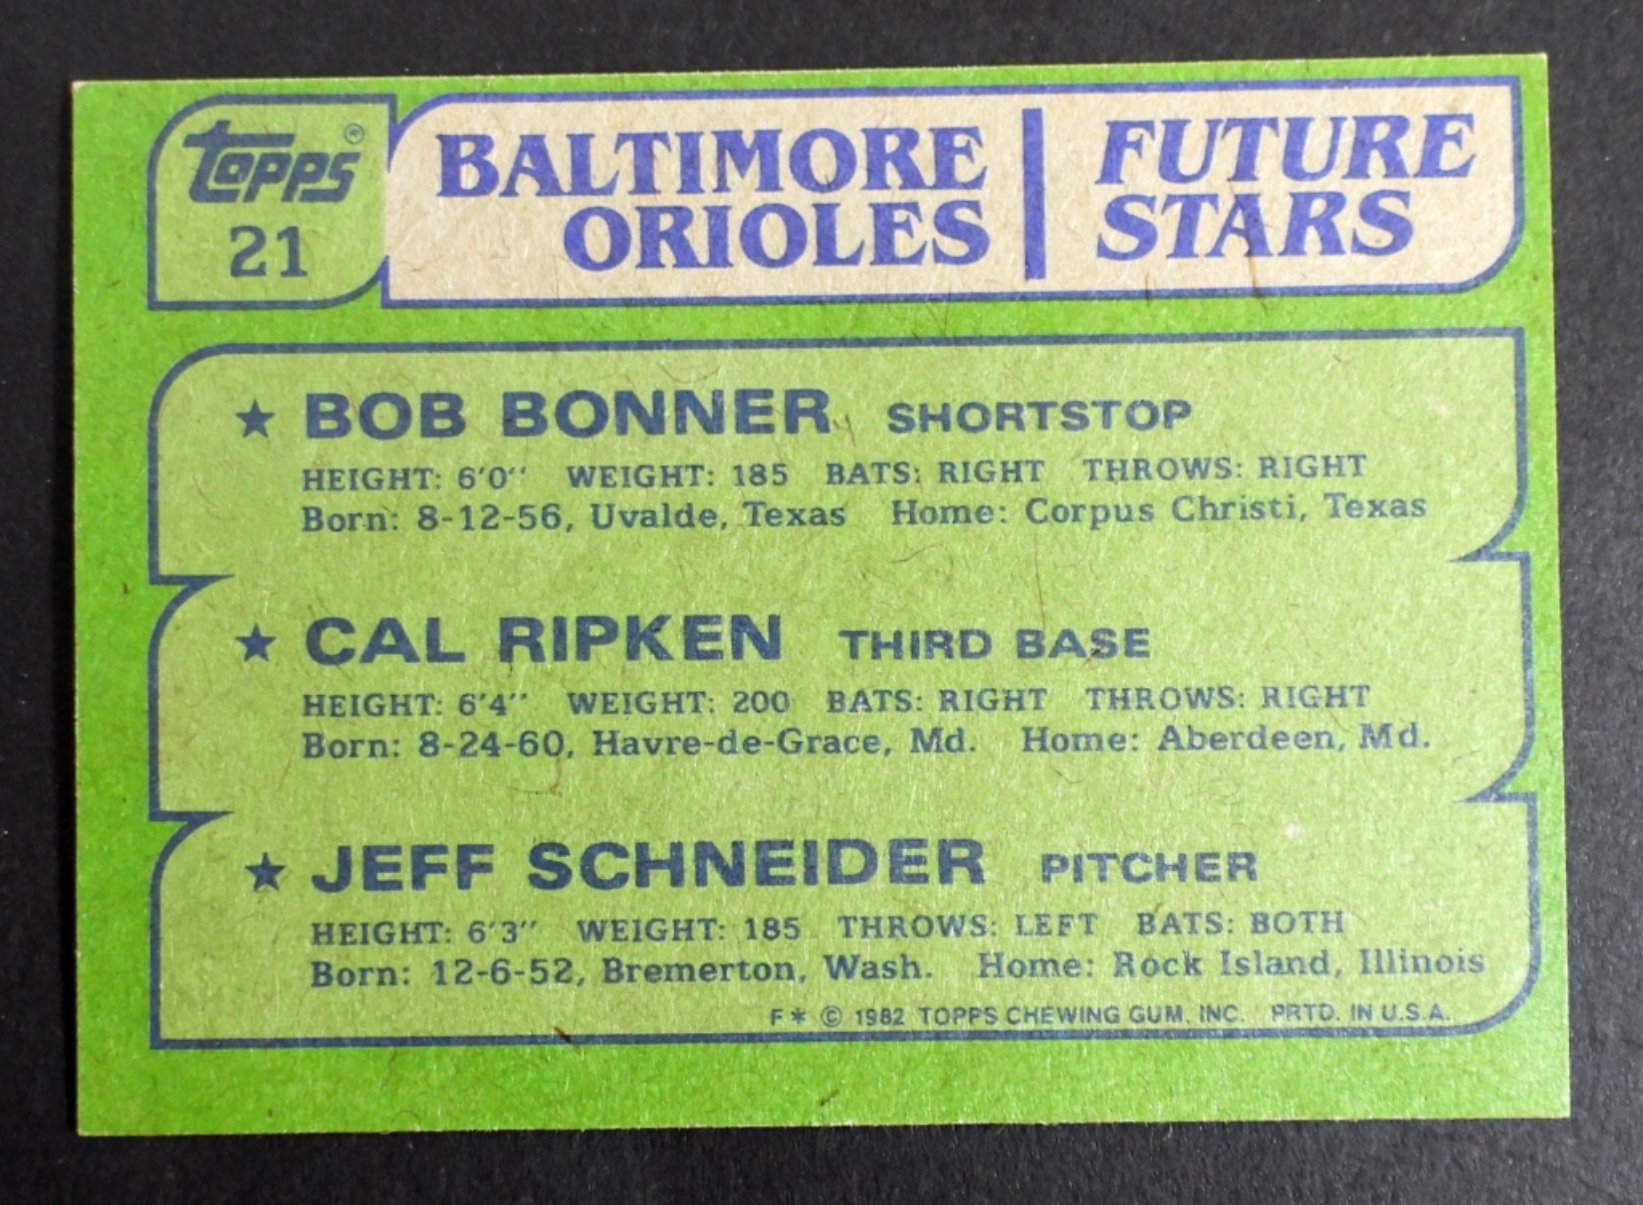 Topps®
21
BALTIMORE ORIOLES
FUTURE STARS
★ BOB BONNER SHORTSTOP
HEIGHT: 6'0'' WEIGHT: 185 BATS: RIGHT THROWS: RIGHT
Born: 8-12-56, Uvalde, Texas Home: Corpus Christi, Texas
★ CAL RIPKEN THIRD BASE
HEIGHT: 6'4'' WEIGHT: 200 BATS: RIGHT THROWS: RIGHT
Born: 8-24-60, Havre-de-Grace, Md. Home: Aberdeen, Md.
★ JEFF SCHNEIDER PITCHER
HEIGHT: 6'3'' WEIGHT: 185 THROWS: LEFT BATS: BOTH
Born: 12-6-52, Bremerton, Wash. Home: Rock Island, Illinois
F* © 1982 TOPPS CHEWING GUM, INC. PRTD. IN U.S.A.